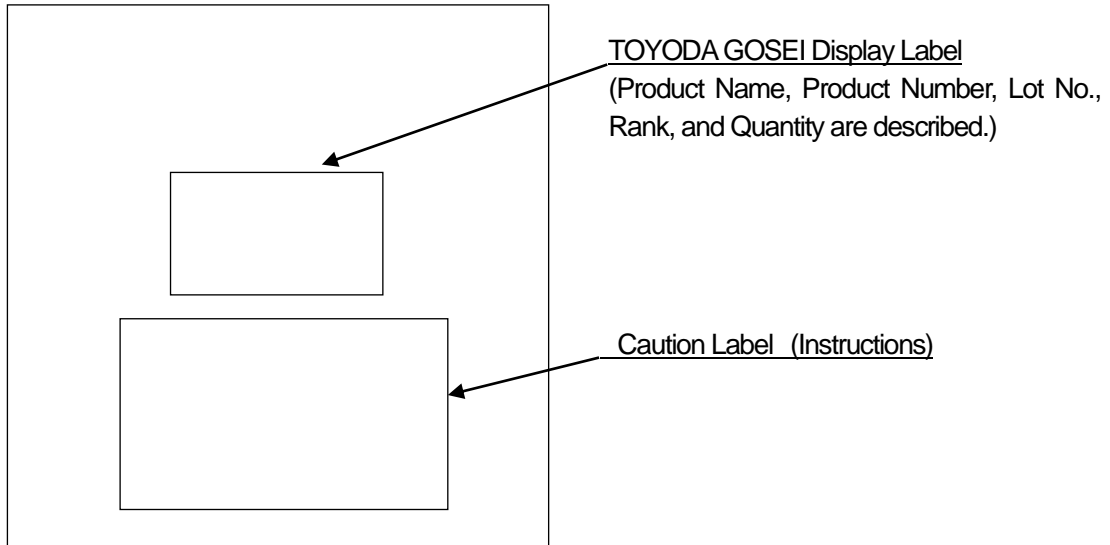 TOYODA GOSEI Display Label
(Product Name, Product Number, Lot No.,
Rank, and Quantity are described.)
Caution Label (Instructions)